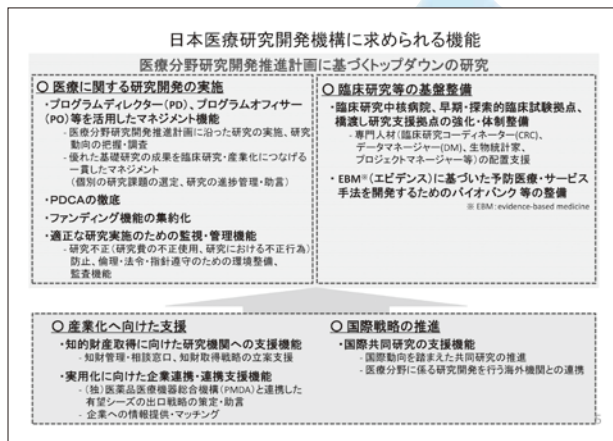 日本医療研究開発機構に求められる機能
医療分野研究開発推進計画に基づくトップダウンの研究
○ 医療に関する研究開発の実施
・プログラムディレクター(PD)、プログラムオフィサー
(PO)等を活用したマネジメント機能
- 医療分野研究開発推進計画に沿った研究の実施、研究
動向の把握・調査
- 優れた基礎研究の成果を臨床研究・産業化につなげる
一貫したマネジメント
(個別の研究課題の選定、研究の進捗管理・助言)
・PDCAの徹底
・ファンディング機能の集約化
・適正な研究実施のための監視・管理機能
- 研究不正(研究費の不正使用、研究における不正行為)
防止、倫理・法令・指針遵守のための環境整備、
監査機能
○ 臨床研究等の基盤整備
・臨床研究中核病院、早期・探索的臨床試験拠点、
橋渡し研究支援拠点の強化・体制整備
- 専門人材(臨床研究コーディネーター(CRC)、
データマネージャー(DM)、生物統計家、
プロジェクトマネージャー等)の配置支援
・EBM※(エビデンス)に基づいた予防医療・サービス
手法を開発するためのバイオバンク 等の整備
※ EBM：evidence-based medicine
○ 産業化へ向けた支援
・知的財産取得に向けた研究機関への支援機能
- 知財管理・相談窓口、知財取得戦略の立案支援
・実用化に向けた企業連携・連携支援機能
- (独)医薬品医療機器総合機構(PMDA)と連携した
有望シーズの出口戦略の策定・助言
- 企業への情報提供・マッチング
○ 国際戦略の推進
・国際共同研究の支援機能
- 国際動向を踏まえた共同研究の推進
- 医療分野に係る研究開発を行う海外機関との連携